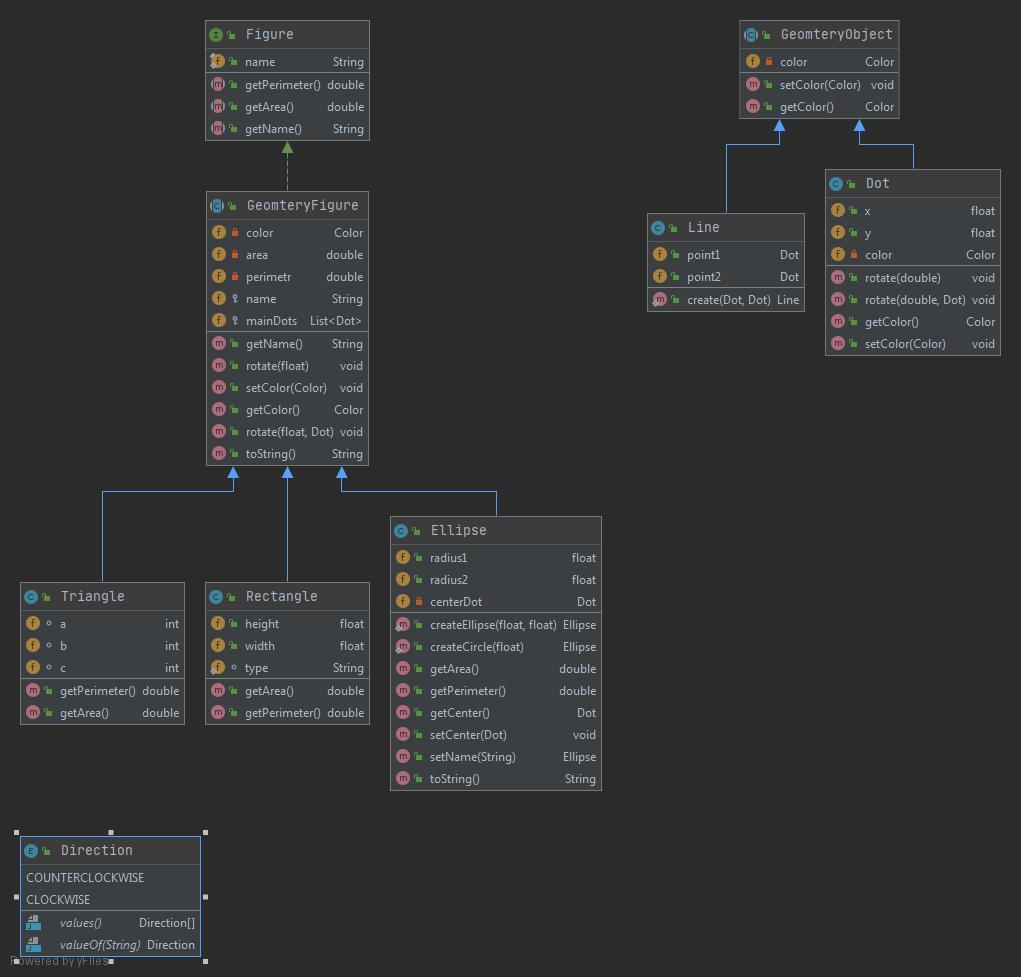 Figure
name String
getPerimeter() double
getArea() double
getName() String
GeomteryObject
color Color
setColor(Color) void
getColor() Color
GeomteryFigure
color Color
area double
perimetr double
name String
mainDots List<Dot>
getName() String
rotate(float) void
setColor(Color) void
getColor() Color
rotate(float, Dot) void
toString() String
Line
point1 Dot
point2 Dot
create(Dot, Dot) Line
Dot
x float
y float
color Color
rotate(double) void
rotate(double, Dot) void
getColor() Color
setColor(Color) void
Triangle
a int
b int
c int
getPerimeter() double
getArea() double
Rectangle
height float
width float
type String
getArea() double
getPerimeter() double
Ellipse
radius1 float
radius2 float
centerDot Dot
createEllipse(float, float) Ellipse
createCircle(float) Ellipse
getArea() double
getPerimeter() double
getCenter() Dot
setCenter(Dot) void
setName(String) Ellipse
toString() String
Direction
COUNTERCLOCKWISE
CLOCKWISE
values() Direction[]
valueOf(String) Direction
Powered by yFiles